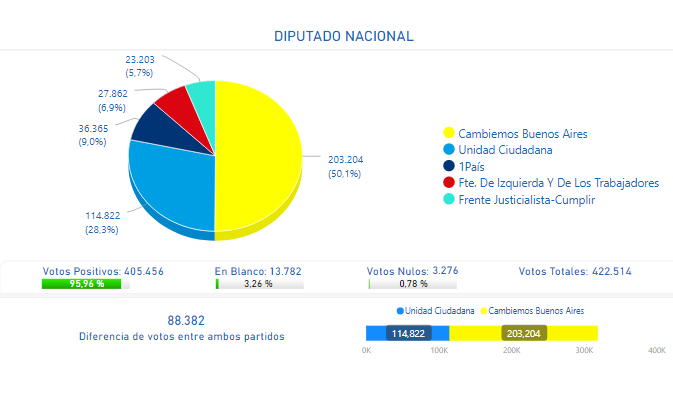 DIPUTADO NACIONAL
23.203
(5,7%)
27.862
(6,9%)
36.365
(9,0%)
114.822
(28,3%)
203.204
(50,1%)
Cambiemos Buenos Aires
Unidad Ciudadana
1País
Fte. De Izquierda Y De Los Trabajadores
Frente Justicialista-Cumplir
Votos Positivos: 405.456
95,96 %
En Blanco: 13.782
3,26 %
Votos Nulos: 3.276
0,78 %
Votos Totales: 422.514
88.382
Diferencia de votos entre ambos partidos
Unidad Ciudadana Cambiemos Buenos Aires
114,822 203,204
0K 100K 200K 300K 400K